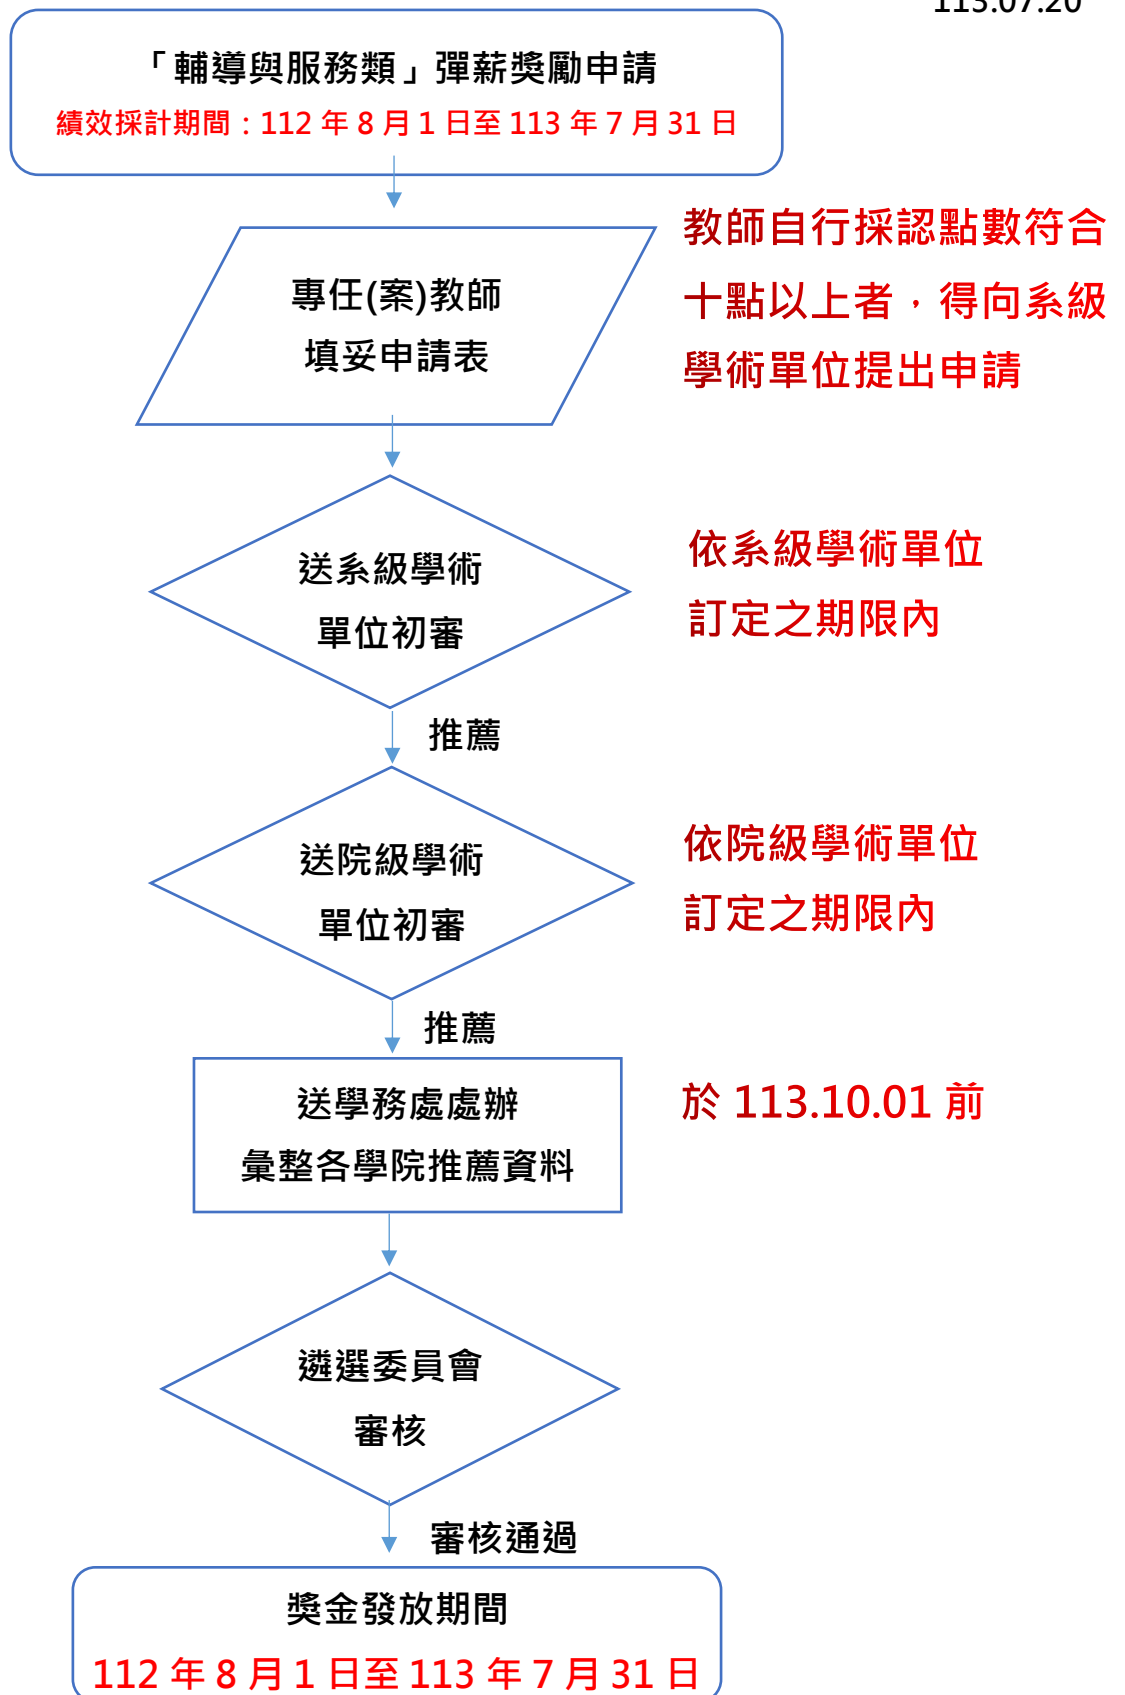 113.07.20
「輔導與服務類」彈薪獎勵申請
績效採計期間：112 年 8 月 1 日至 113 年 7 月 31 日
教師自行採認點數符合
十點以上者，得向系級
學術單位提出申請
專任(案)教師
填妥申請表
送系級學術
單位初審
依系級學術單位
訂定之期限內
推薦
送院級學術
單位初審
依院級學術單位
訂定之期限內
推薦
送學務處處辦
彙整各學院推薦資料
於 113.10.01 前
遴選委員會
審核
審核通過
獎金發放期間
112 年 8 月 1 日至 113 年 7 月 31 日